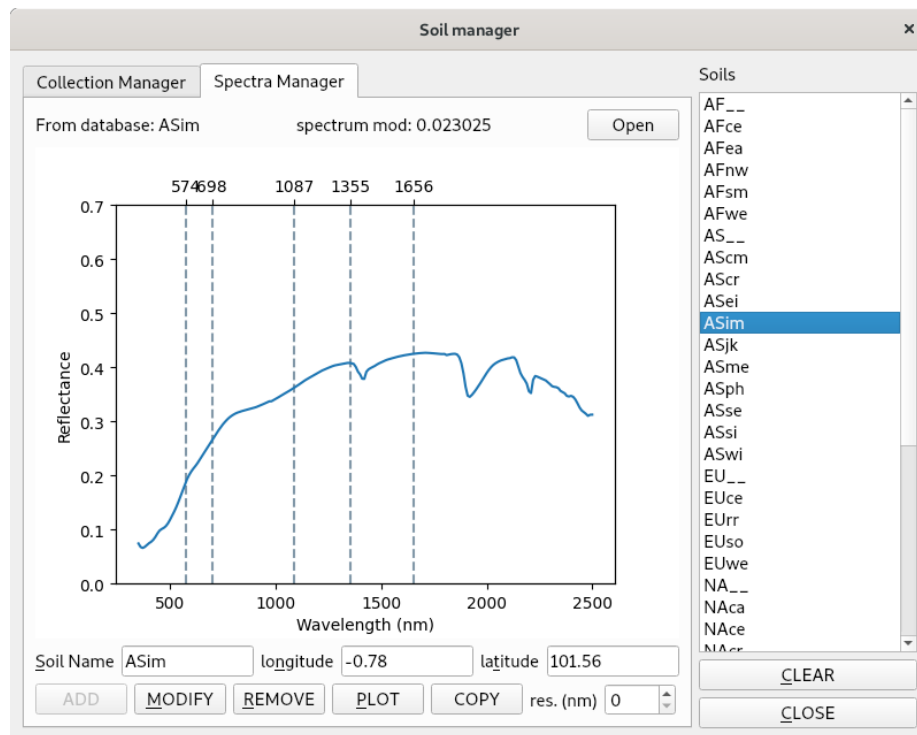 Soil manager ×
Collection Manager Spectra Manager
Soils
From database: ASim spectrum mod: 0.023025 Open
574 698 1087 1355 1656
0.7
0.6
0.5
0.4
0.3
0.2
0.1
0.0
Reflectance
500 1000 1500 2000 2500
Wavelength (nm)
Soil Name ASim longitude -0.78 latitude 101.56
ADD MODIFY REMOVE PLOT COPY res. (nm) 0
AF__
AFce
AFea
AFnw
AFsm
AFwe
AS__
AScm
AScr
ASei
ASim
ASjk
ASme
ASph
ASse
ASsi
ASwi
EU__
EUce
EUrr
EUso
EUwe
NA__
NAca
NAce
NAcr
CLEAR
CLOSE